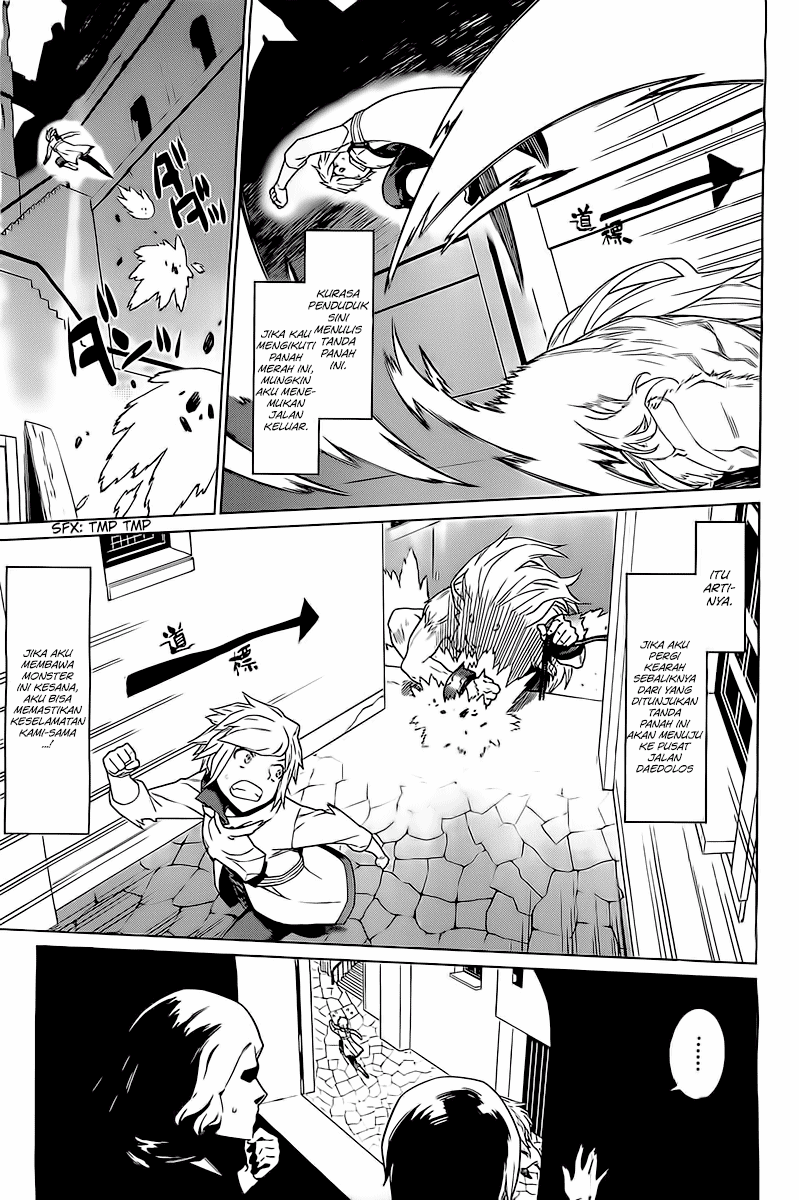 道
標
KURASA
PENDUDUK
SINI
MENULIS
TANDA
PANAH
INI.
JIKA KAU
MENGIKUTI
PANAH
MERAH INI,
MUNGKIN
AKU MENE-
MUKAN
JALAN
KELUAR.
ダダダンッ
SFX: TMP TMP
ITU
ARTI-
NYA.
JIKA AKU
PERGI
KEARAH
SEBALIKNYA
DARI YANG
DITUNJUKAN
TANDA
PANAH INI
AKAN MENUJU
KE PUSAT
JALAN
DAEDOLOS
道
標
JIKA AKU
MEMBAWA
MONSTER
INI KESANA,
AKU BISA
MEMASTIKAN
KESELAMATAN
KAMI-SAMA
...!
......